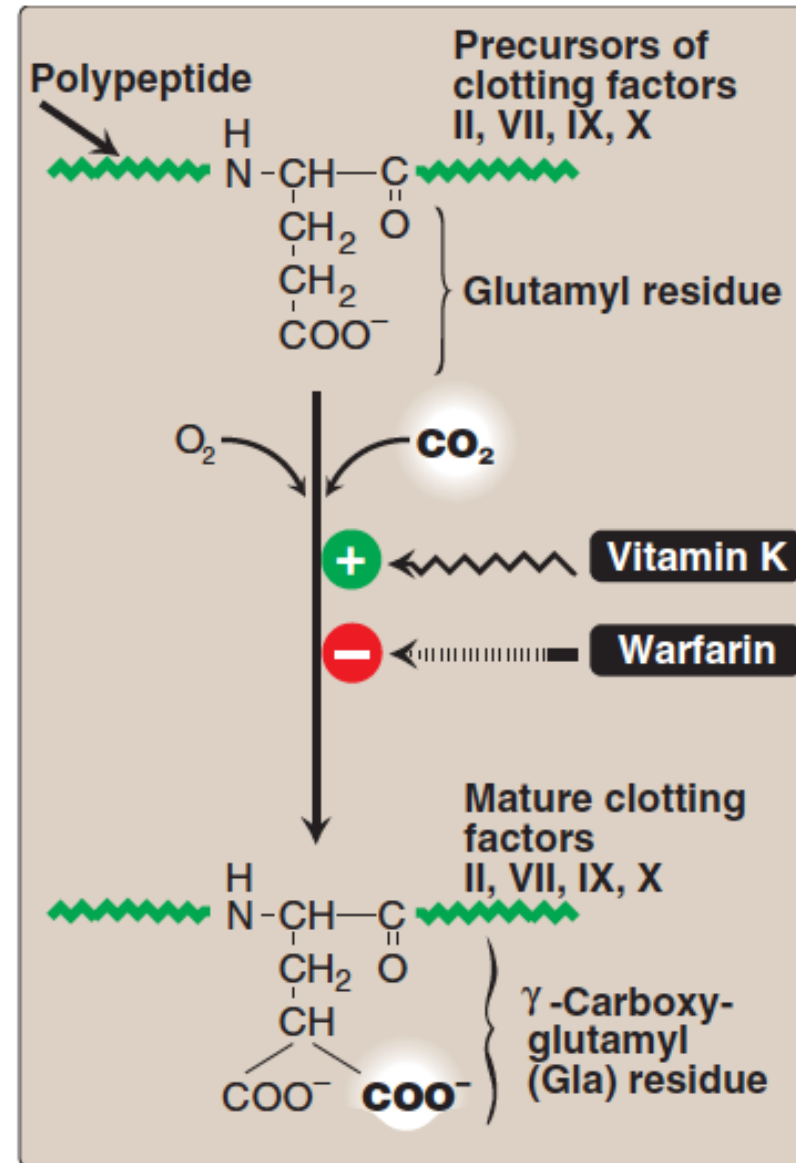 Polypeptide
Precursors of
clotting factors
II, VII, IX, X
H
N-CH—C
CH₂ O
CH₂
COO⁻
Glutamyl residue
O₂
CO₂
+
Vitamin K
−
Warfarin
Mature clotting
factors
II, VII, IX, X
H
N-CH—C
CH₂ O
CH
COO⁻ COO⁻
γ-Carboxy-
glutamyl
(Gla) residue